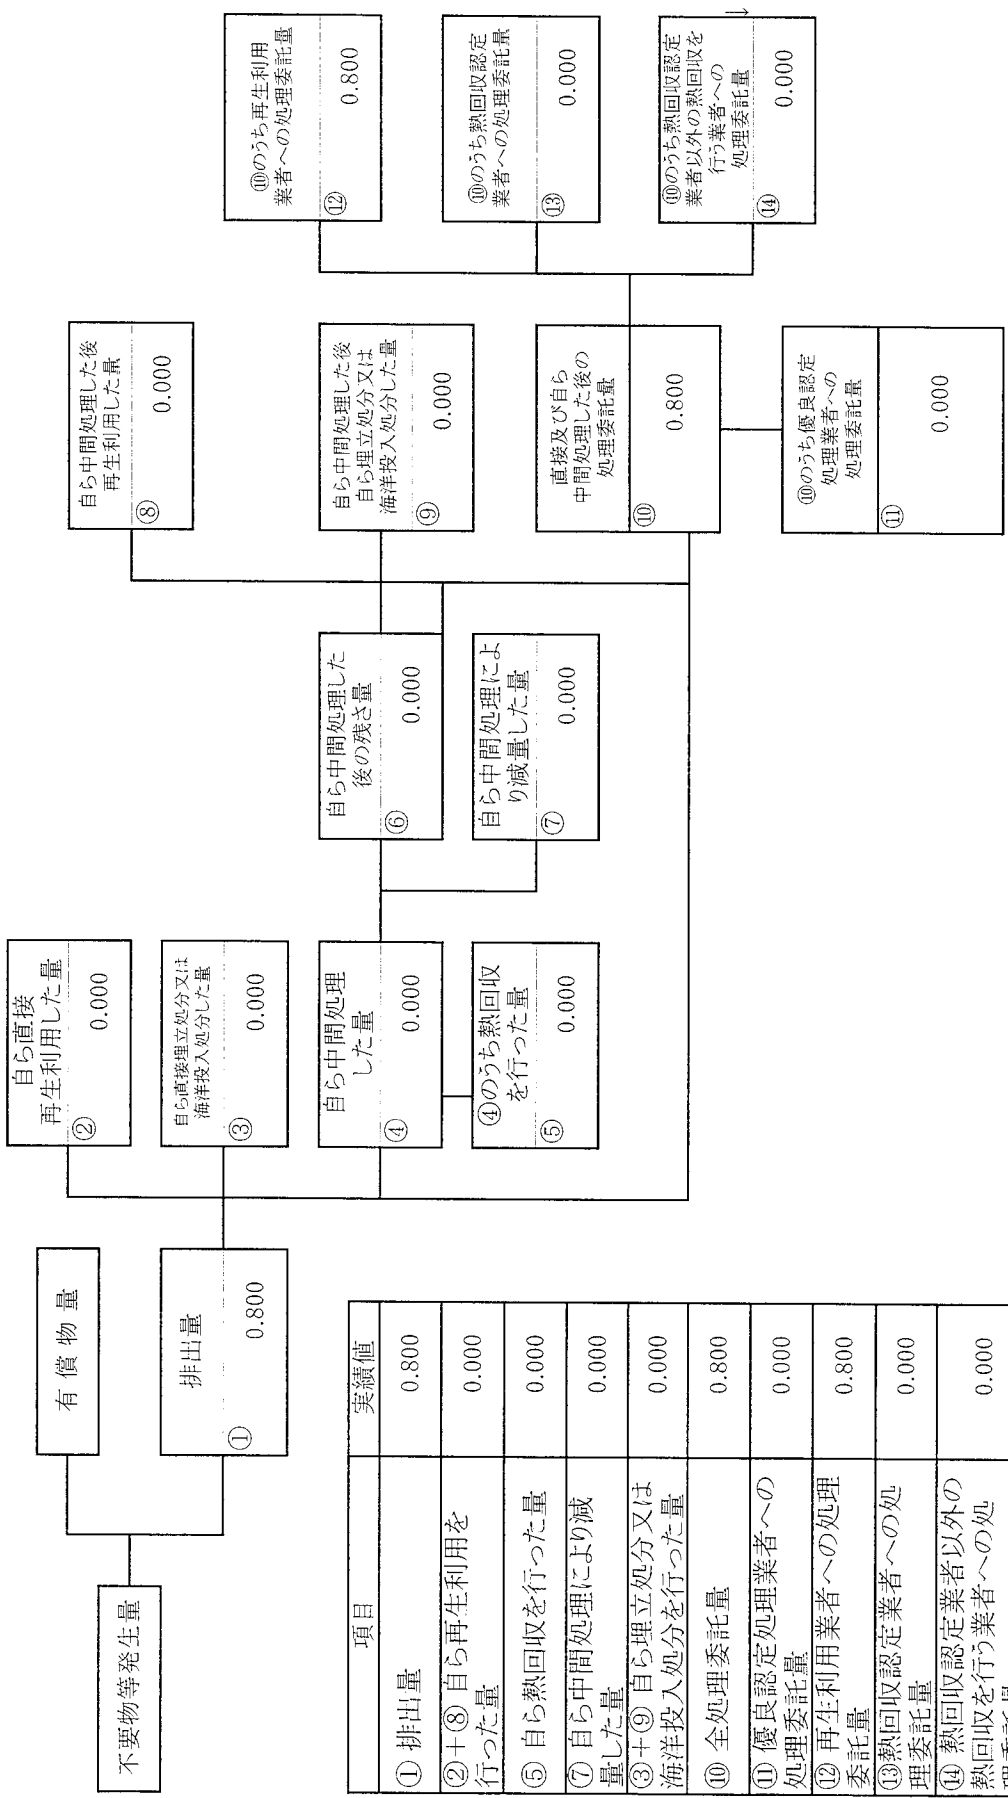 不要物等発生量
有 償 物 量
排出量
①
0.800
自ら直接
再生利用した量
②
0.000
自ら直接埋立処分又は
海洋投入処分した量
③
0.000
自ら中間処理
した量
④
0.000
④のうち熱回収
を行った量
⑤
0.000
自ら中間処理した
後の残さ量
⑥
0.000
自ら中間処理によ
り減量した量
⑦
0.000
自ら中間処理した後
再生利用した量
⑧
0.000
自ら中間処理した後
自ら埋立処分又は
海洋投入処分した量
⑨
0.000
直接及び自ら
中間処理した後の
処理委託量
⑩
0.800
⑩のうち優良認定
処理業者への
処理委託量
⑪
0.000
⑩のうち再生利用
業者への処理委託量
⑫
0.800
⑩のうち熱回収認定
業者への処理委託量
⑬
0.000
⑩のうち熱回収認定
業者以外の熱回収を
行う業者への
処理委託量
⑭
0.000
項目 実績値
① 排出量 0.800
②+⑧ 自ら再生利用を
行った量 0.000
⑤ 自ら熱回収を行った量 0.000
⑦ 自ら中間処理により減
量した量 0.000
③+⑨ 自ら埋立処分又は
海洋投入処分を行った量 0.000
⑩ 全処理委託量 0.800
⑪ 優良認定処理業者への
処理委託量 0.000
⑫ 再生利用業者への処理
委託量 0.800
⑬熱回収認定業者への処
理委託量 0.000
⑭ 熱回収認定業者以外の
熱回収を行う業者への処
理委託量 0.000